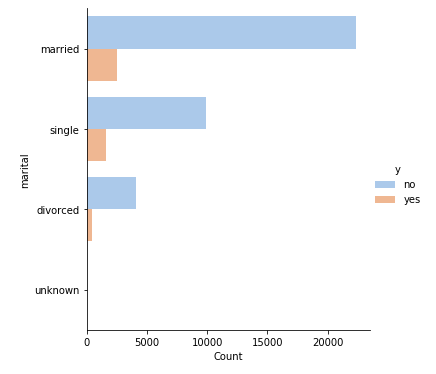 married
single
divorced
unknown
marital
0 5000 10000 15000 20000
Count
y
no
yes